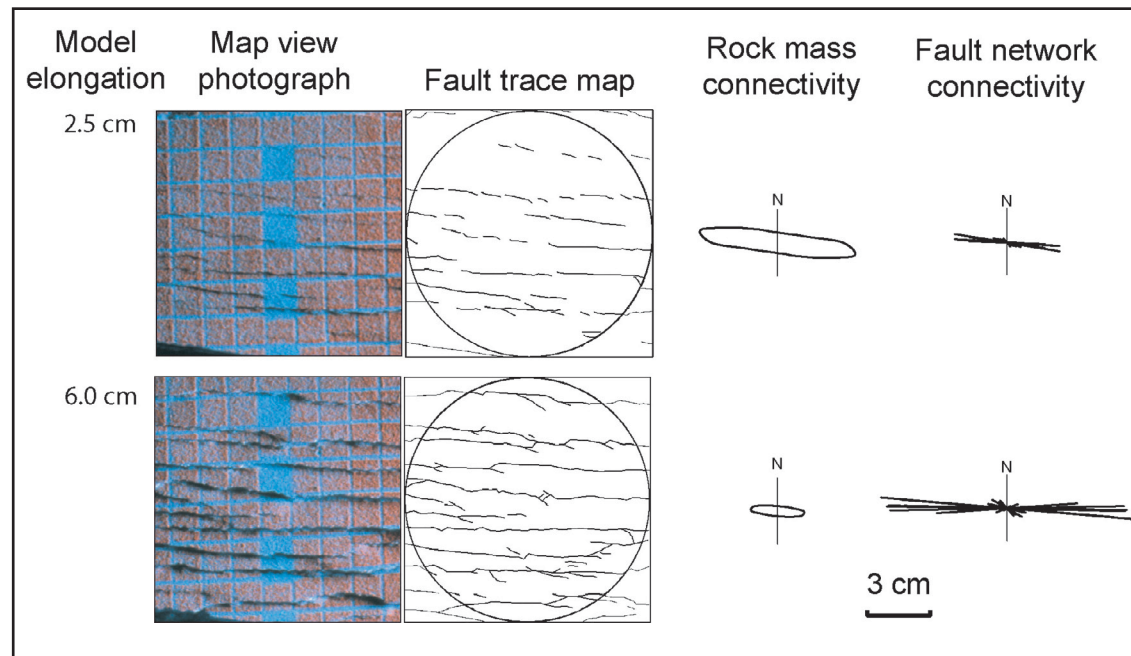 Model
elongation
Map view
photograph
Fault trace map
Rock mass
connectivity
Fault network
connectivity
2.5 cm
N
N
6.0 cm
N
N
3 cm